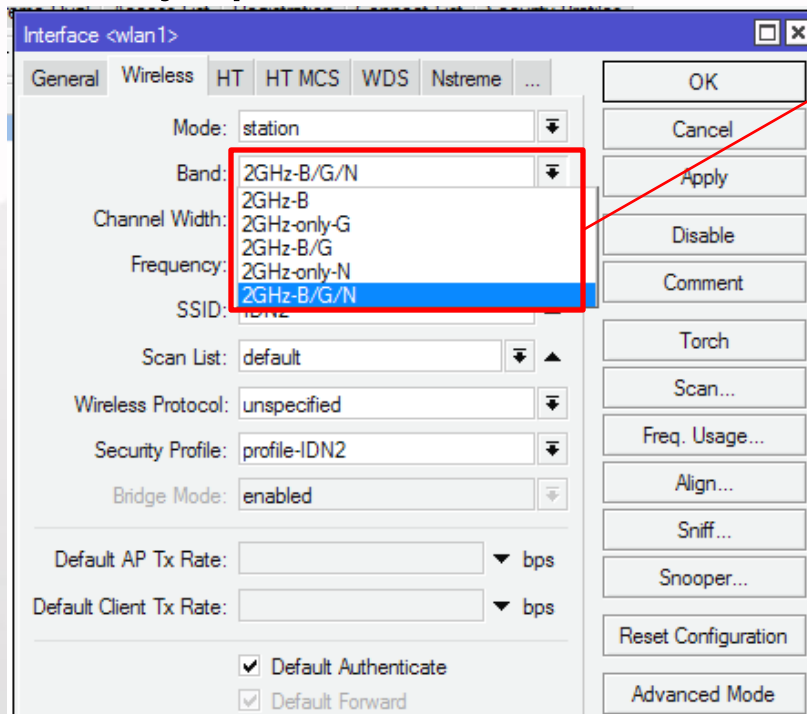 Interface <wlan1>
General Wireless HT HT MCS WDS Nstreme ...
OK
Mode: station
Cancel
Band: 2GHz-B/G/N
Apply
2GHz-B
Channel Width: 2GHz-only-G
Disable
2GHz-B/G
Frequency: 2GHz-only-N
Comment
2GHz-B/G/N
SSID: IDN2
Torch
Scan List: default
Scan...
Wireless Protocol: unspecified
Freq. Usage...
Security Profile: profile-IDN2
Align...
Bridge Mode: enabled
Sniff...
Default AP Tx Rate: bps
Snooper...
Default Client Tx Rate: bps
Reset Configuration
Default Authenticate
Default Forward
Advanced Mode